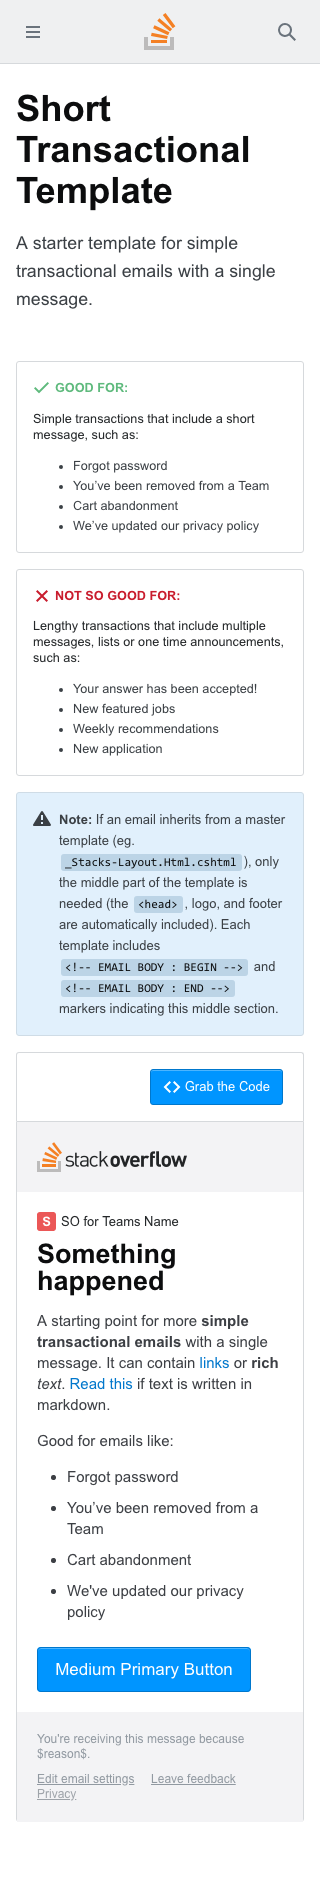 Short
Transactional
Template
A starter template for simple
transactional emails with a single
message.
GOOD FOR:
Simple transactions that include a short
message, such as:
• Forgot password
• You’ve been removed from a Team
• Cart abandonment
• We’ve updated our privacy policy
NOT SO GOOD FOR:
Lengthy transactions that include multiple
messages, lists or one time announcements,
such as:
• Your answer has been accepted!
• New featured jobs
• Weekly recommendations
• New application
Note: If an email inherits from a master
template (eg.
_Stacks-Layout.Html.cshtml ), only
the middle part of the template is
needed (the <head> , logo, and footer
are automatically included). Each
template includes
<!-- EMAIL BODY : BEGIN --> and
<!-- EMAIL BODY : END -->
markers indicating this middle section.
Grab the Code
stackoverflow
S SO for Teams Name
Something
happened
A starting point for more simple
transactional emails with a single
message. It can contain links or rich
text. Read this if text is written in
markdown.
Good for emails like:
• Forgot password
• You’ve been removed from a
Team
• Cart abandonment
• We've updated our privacy
policy
Medium Primary Button
You're receiving this message because
$reason$.
Edit email settings Leave feedback
Privacy